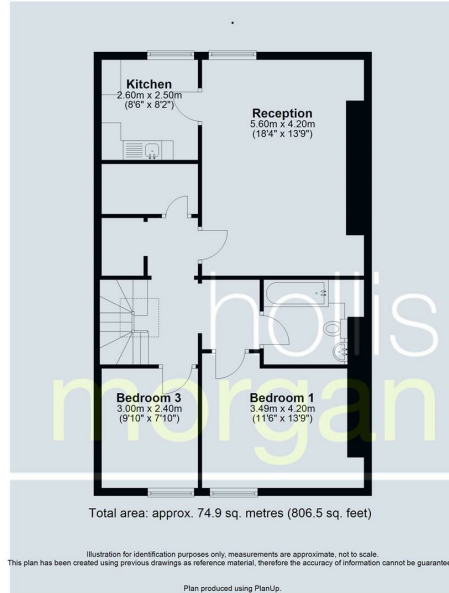 Kitchen
2.60m x 2.50m
(8'6" x 8'2")
Reception
5.60m x 4.20m
(18'4" x 13'9")
hollis
morgan
Bedroom 3
3.00m x 2.40m
(9'10" x 7'10")
Bedroom 1
3.49m x 4.20m
(11'6" x 13'9")
Total area: approx. 74.9 sq. metres (806.5 sq. feet)
Illustration for identification purposes only, measurements are approximate, not to scale.
This plan has been created using previous drawings as reference material, therefore the accuracy of information cannot be guarantee
Plan produced using PlanUp.